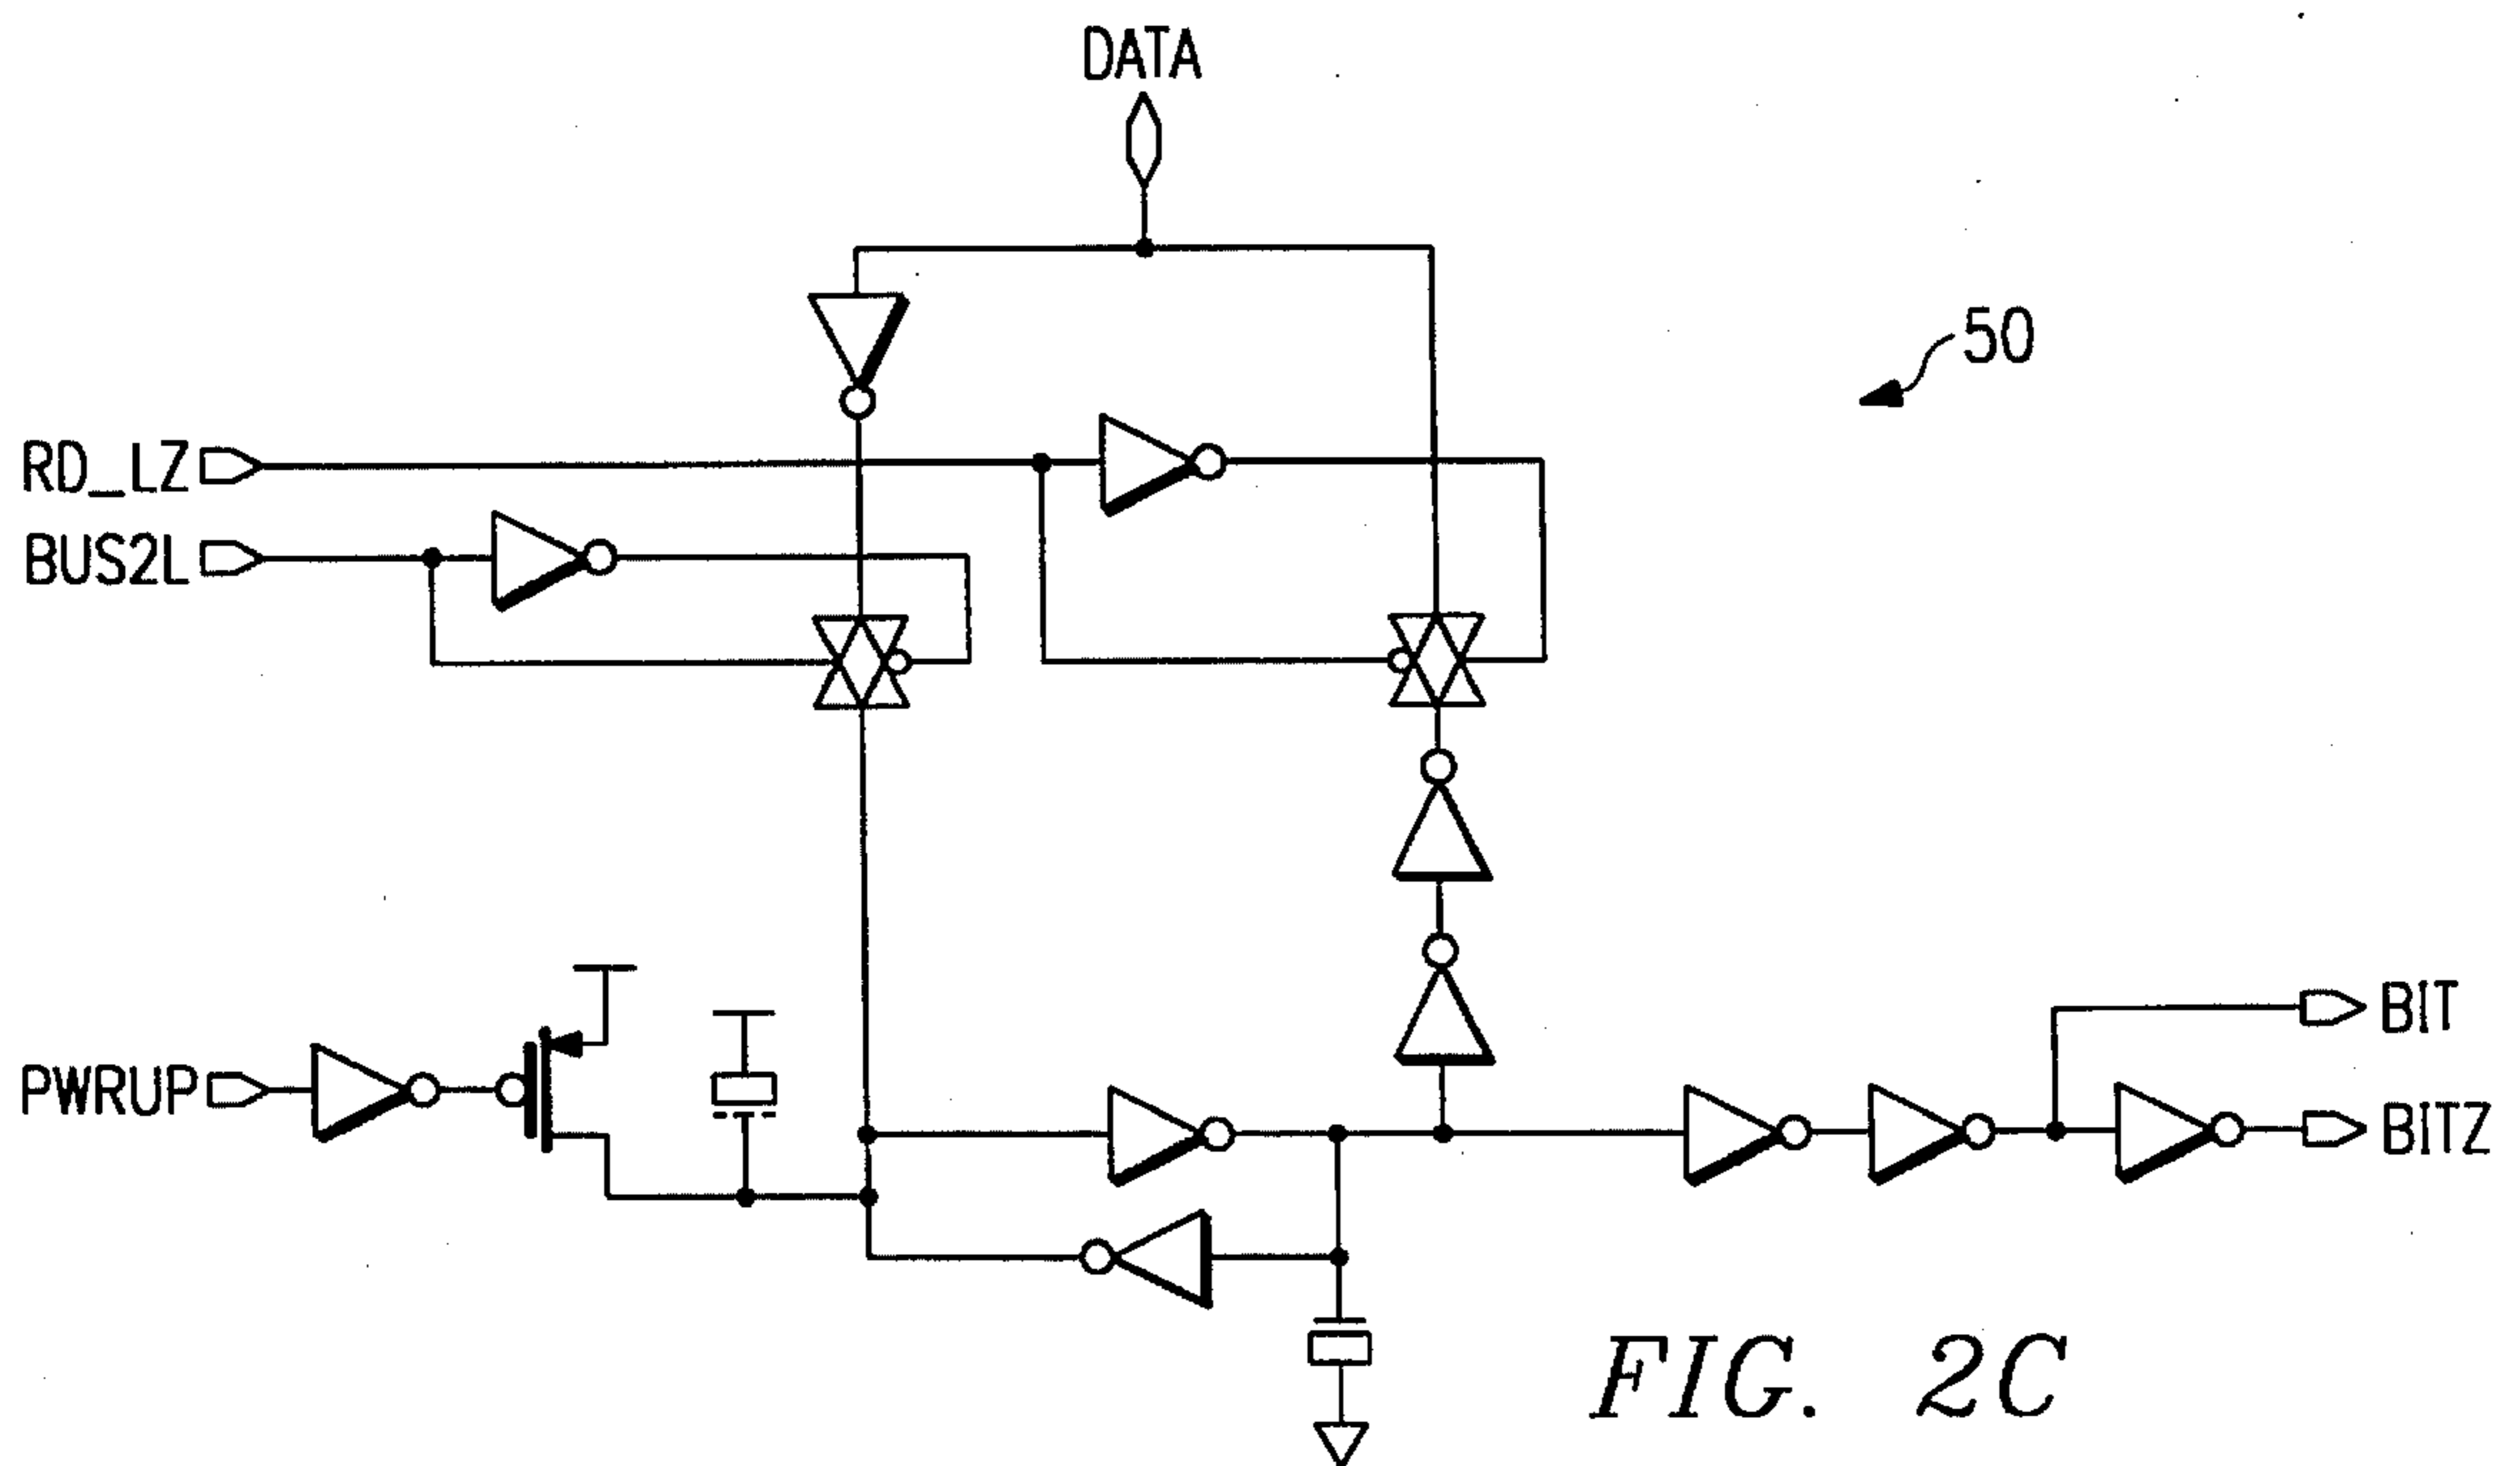 DATA
50
RD_LZ
BUS2L
PWRUP
BIT
BITZ
FIG. 2C